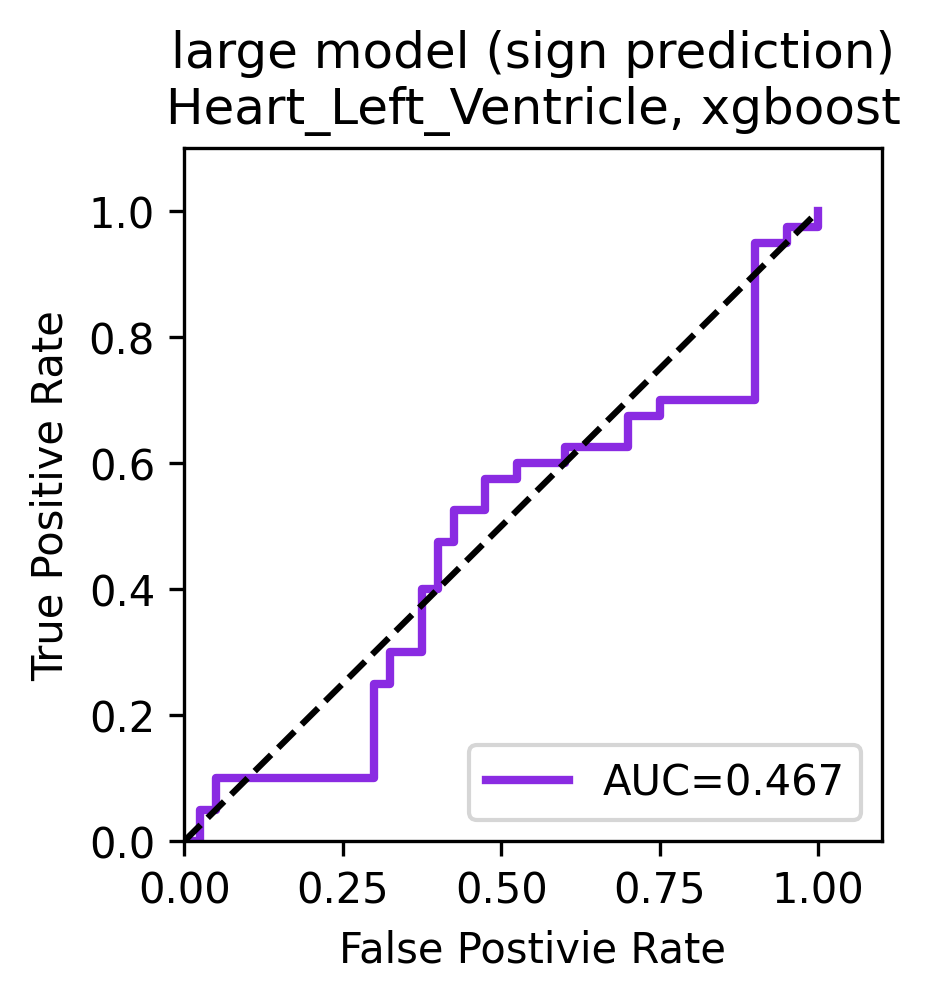 large model (sign prediction)
Heart_Left_Ventricle, xgboost
True Positive Rate
1.0
0.8
0.6
0.4
0.2
0.0
AUC=0.467
0.00 0.25 0.50 0.75 1.00
False Postivie Rate